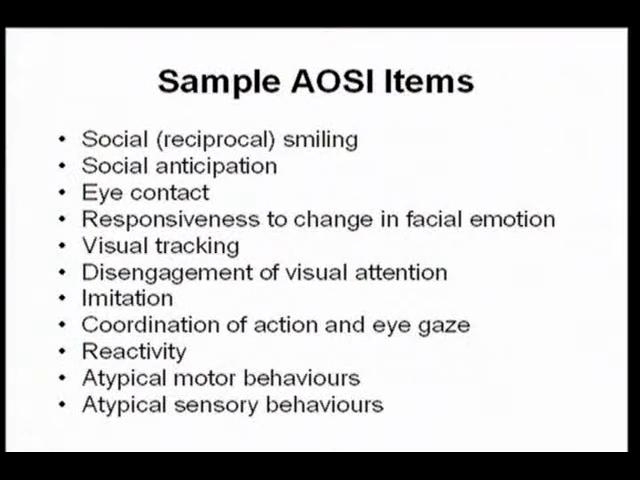 Sample AOSI Items
• Social (reciprocal) smiling
• Social anticipation
• Eye contact
• Responsiveness to change in facial emotion
• Visual tracking
• Disengagement of visual attention
• Imitation
• Coordination of action and eye gaze
• Reactivity
• Atypical motor behaviours
• Atypical sensory behaviours